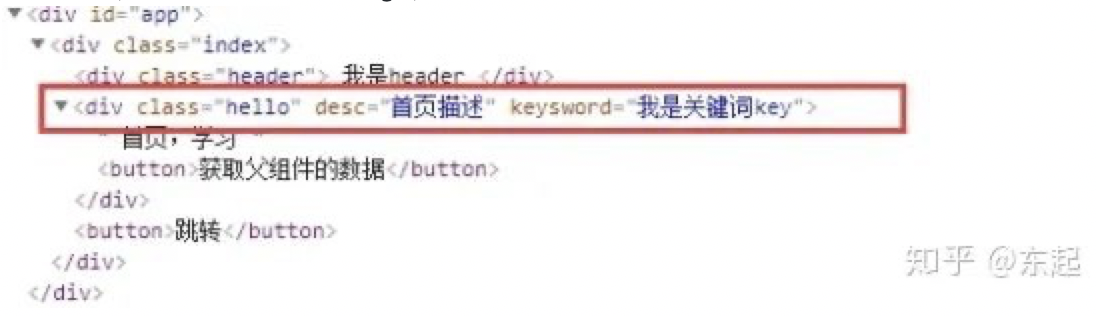 ▼<div id="app">
▼<div class="index">
<div class="header"> 我是header </div>
▼<div class="hello" desc="首页描述" keysword="我是关键词key">
" 首页，学习 "
<button>获取父组件的数据</button>
</div>
<button>跳转</button>
</div>
</div>
知乎 @东起